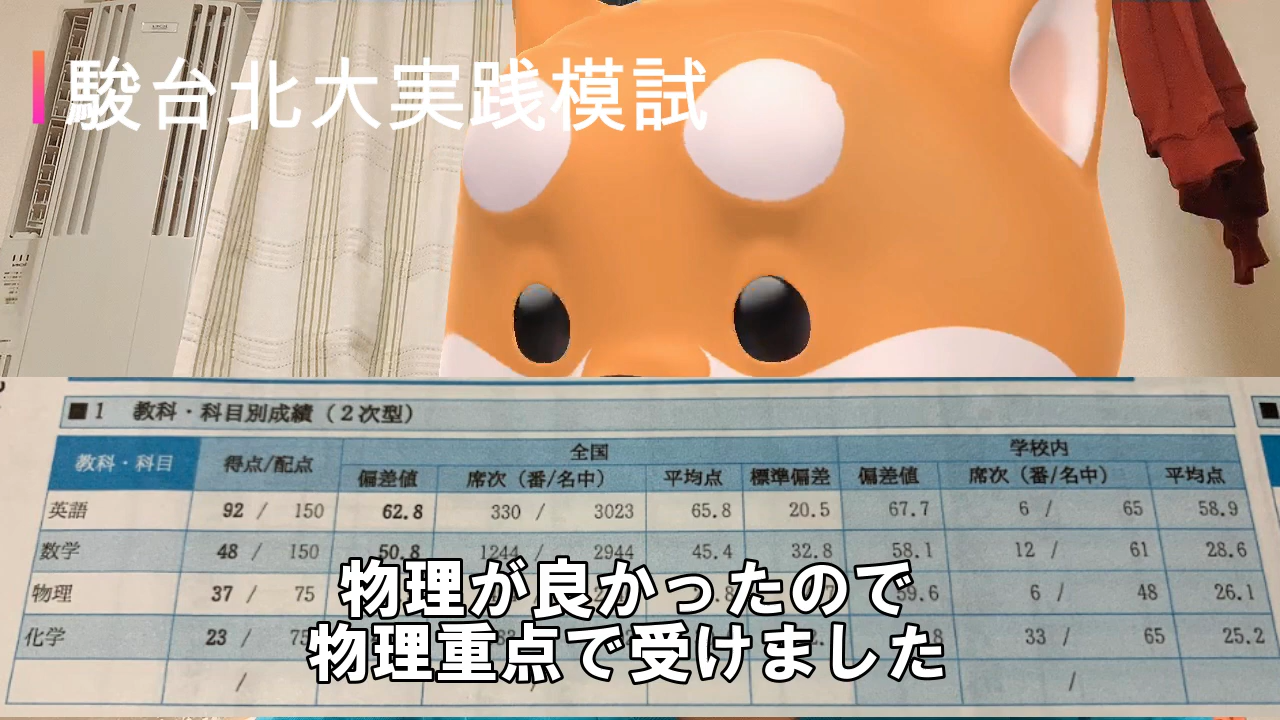 駿台北大実践模試
■1 教科・科目別成績(2次型)
教科・科目 得点/配点 全国 学校内
偏差値 席次(番/名中) 平均点 標準偏差 偏差値 席次(番/名中) 平均点
英語 92 / 150 62.8 330 / 3023 65.8 20.5 67.7 6 / 65 58.9
数学 48 / 150 50.8 1244 / 2944 45.4 32.8 58.1 12 / 61 28.6
物理 37 / 75 59.6 6 / 48 26.1
化学 23 / 75 33 / 65 25.2
/ / /
物理が良かったので
物理重点で受けました